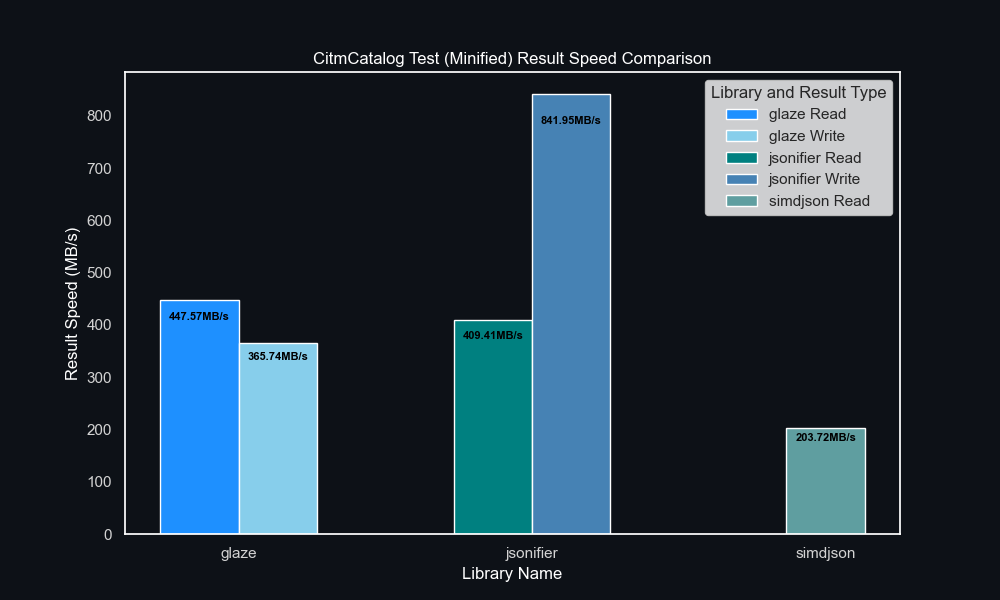 CitmCatalog Test (Minified) Result Speed Comparison
Library and Result Type
glaze Read
glaze Write
jsonifier Read
jsonifier Write
simdjson Read
Result Speed (MB/s)
800
700
600
500
400
300
200
100
0
447.57MB/s
365.74MB/s
409.41MB/s
841.95MB/s
203.72MB/s
glaze
jsonifier
simdjson
Library Name